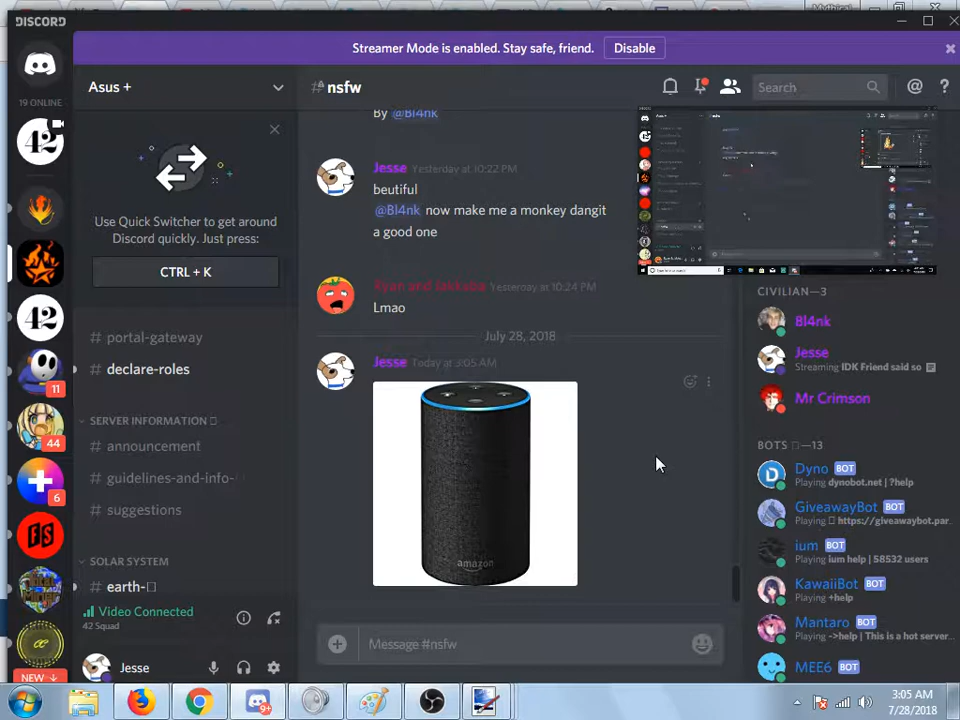 DISCORD
Streamer Mode is enabled. Stay safe, friend.
Disable
19 ONLINE
42
42
11
44
6
NEW
Asus +
Use Quick Switcher to get around
Discord quickly. Just press:
CTRL + K
# portal-gateway
# declare-roles
SERVER INFORMATION
# announcement
# guidelines-and-info-
# suggestions
SOLAR SYSTEM
# earth-
Video Connected
42 Squad
Jesse
nsfw
Search
By @Bl4nk
Jesse Yesterday at 10:22 PM
beutiful
@Bl4nk now make me a monkey dangit
a good one
Ryan and Jakkuba Yesterday at 10:24 PM
Lmao
July 28, 2018
Jesse Today at 3:05 AM
amazon
Message #nsfw
CIVILIAN—3
Bl4nk
Jesse
Streaming IDK Friend said so
Mr Crimson
BOTS —13
Dyno BOT
Playing dynobot.net | ?help
GiveawayBot BOT
Playing https://giveawaybot.par...
ium BOT
Playing ium help | 58532 users
KawaiiBot BOT
Playing +help
Mantaro BOT
Playing ->help | This is a hot server...
MEE6 BOT
3:05 AM
7/28/2018